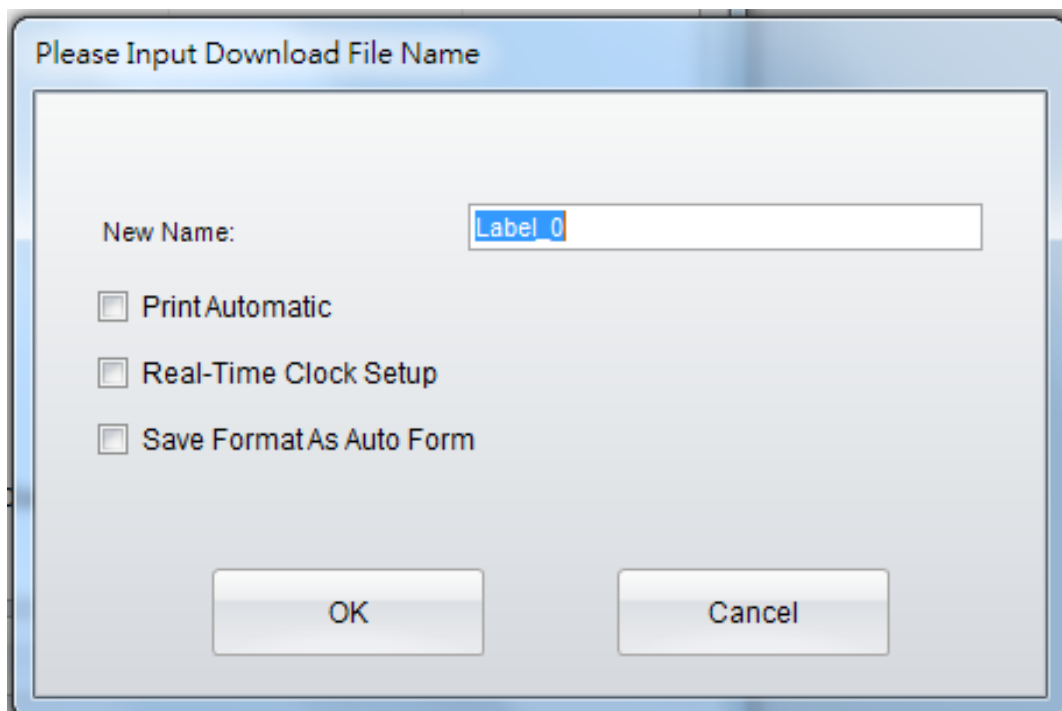 Please Input Download File Name
New Name:
Label_0
Print Automatic
Real-Time Clock Setup
Save Format As Auto Form
OK
Cancel